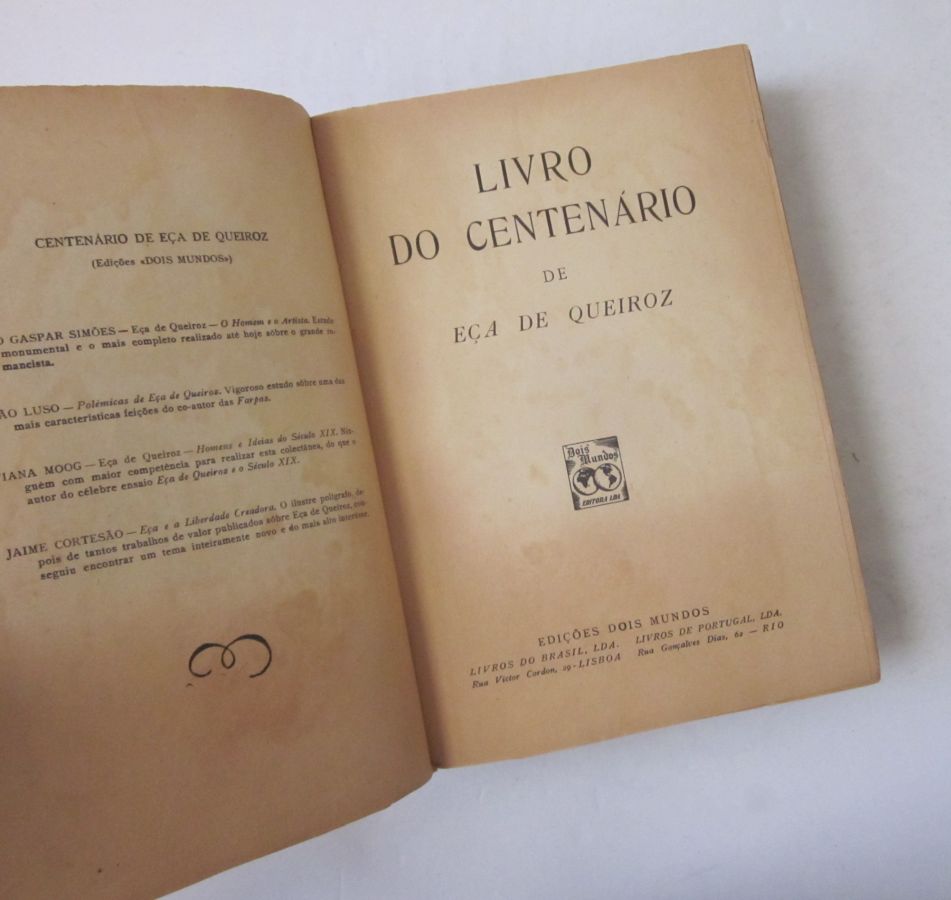 CENTENÁRIO DE EÇA DE QUEIROZ
(Edições «DOIS MUNDOS»)
O GASPAR SIMÕES — Eça de Queiroz — O Homem e o Artista. Estudo
monumental e o mais completo realizado até hoje sôbre o grande ro-
mancista.
ÃO LUSO — Polémicas de Eça de Queiroz. Vigoroso estudo sôbre uma das
mais características feições do co-autor das Farpas.
IANA MOOG — Eça de Queiroz — Homens e Ideias do Século XIX. Nin-
guém com maior competência para realizar esta colectânea, do que o
autor do célebre ensaio Eça de Queiroz e o Século XIX.
JAIME CORTESÃO — Eça e a Liberdade Creadora. O ilustre polígrafo, de-
pois de tantos trabalhos de valor publicados sôbre Eça de Queiroz, con-
seguiu encontrar um tema inteiramente novo e do mais alto interêsse.
LIVRO
DO CENTENÁRIO
DE
EÇA DE QUEIROZ
Dois
Mundos
EDITORA LDA
EDIÇÕES DOIS MUNDOS
LIVROS DO BRASIL, LDA. LIVROS DE PORTUGAL, LDA.
Rua Victor Cordon, 29 - LISBOA Rua Gonçalves Dias, 62 — RIO